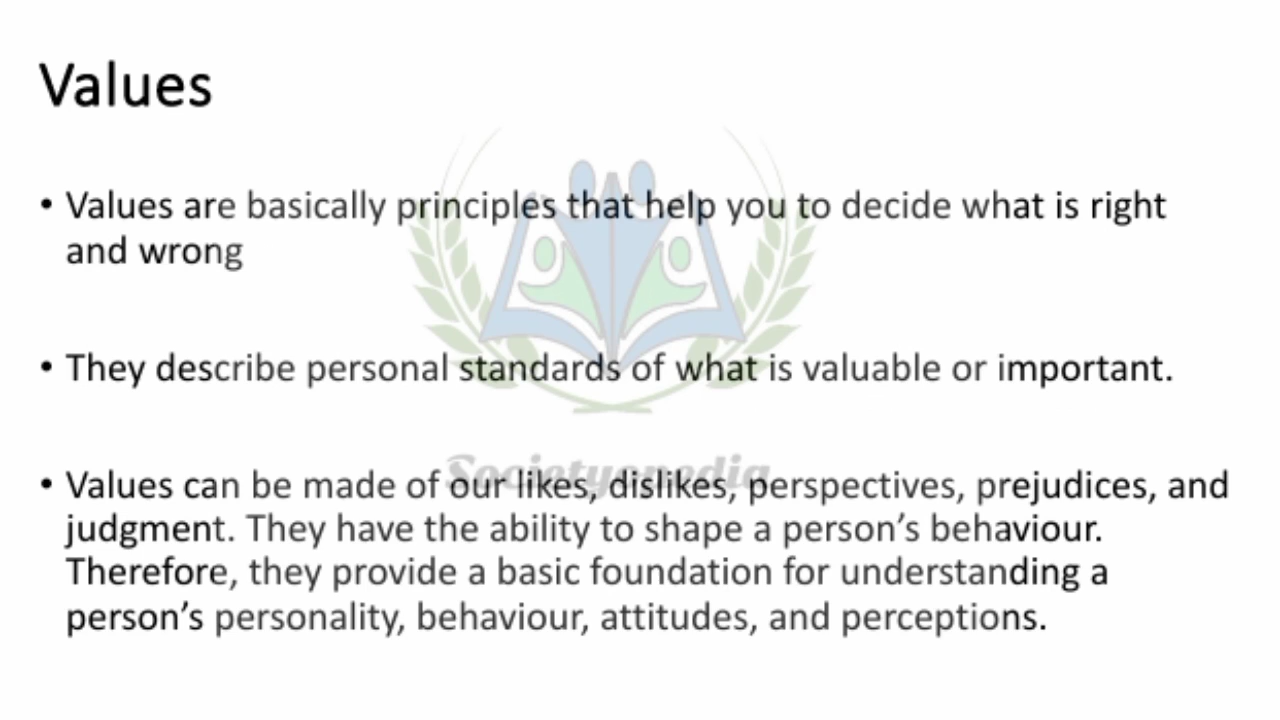 Values
• Values are basically principles that help you to decide what is right
and wrong
• They describe personal standards of what is valuable or important.
• Values can be made of our likes, dislikes, perspectives, prejudices, and
judgment. They have the ability to shape a person’s behaviour.
Therefore, they provide a basic foundation for understanding a
person’s personality, behaviour, attitudes, and perceptions.
Societyopedia